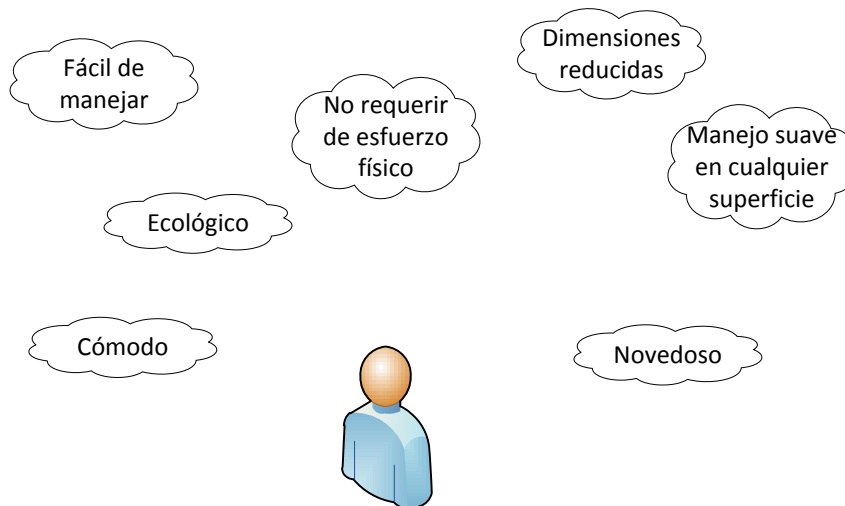 Fácil de
manejar
No requerir
de esfuerzo
físico
Dimensiones
reducidas
Manejo suave
en cualquier
superficie
Ecológico
Cómodo
Novedoso